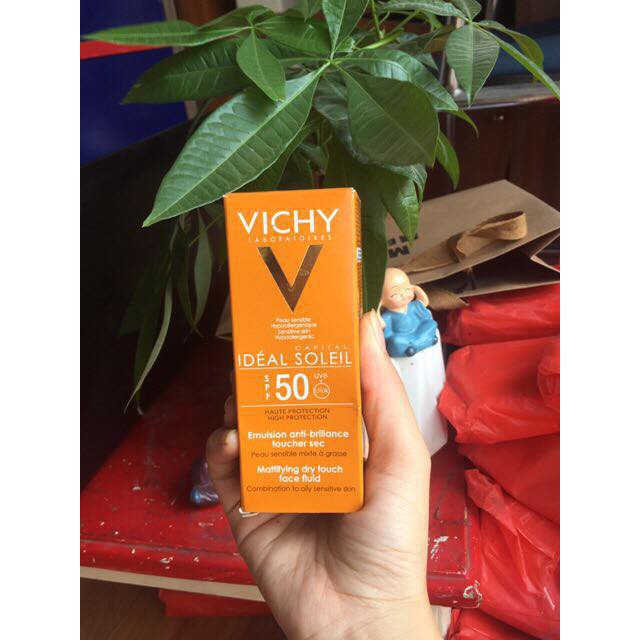 VICHY
LABORATOIRES
V
Peau sensible
Hypoallergénique
Sensitive skin
Hypoallergenic
CAPITAL
IDÉAL SOLEIL
SPF 50 UVB + UVA
HAUTE PROTECTION
HIGH PROTECTION
Emulsion anti-brillance
toucher sec
Peau sensible mixte à grasse
Mattifying dry touch
face fluid
Combination to oily sensitive skin